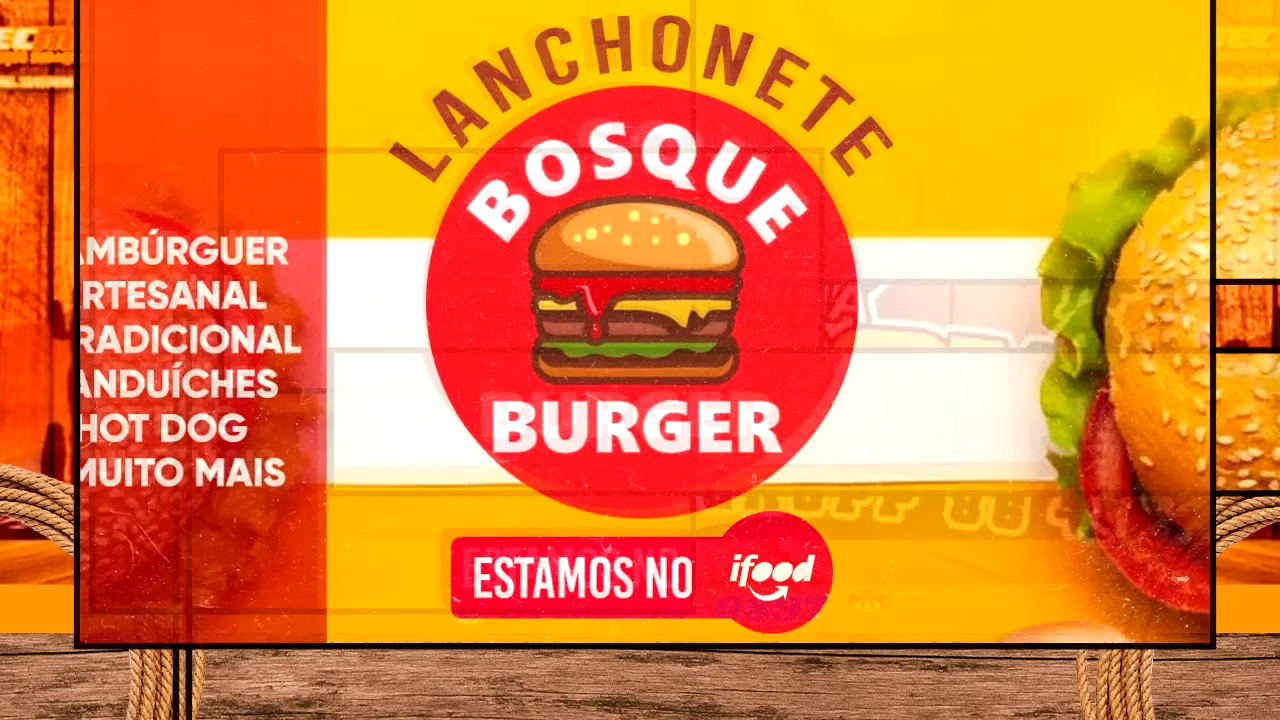 LANCHONETE
BOSQUE
BURGER
AMBÚRGUER
RTESANAL
RADICIONAL
ANDUÍCHES
HOT DOG
MUITO MAIS
ESTAMOS NO
ifood